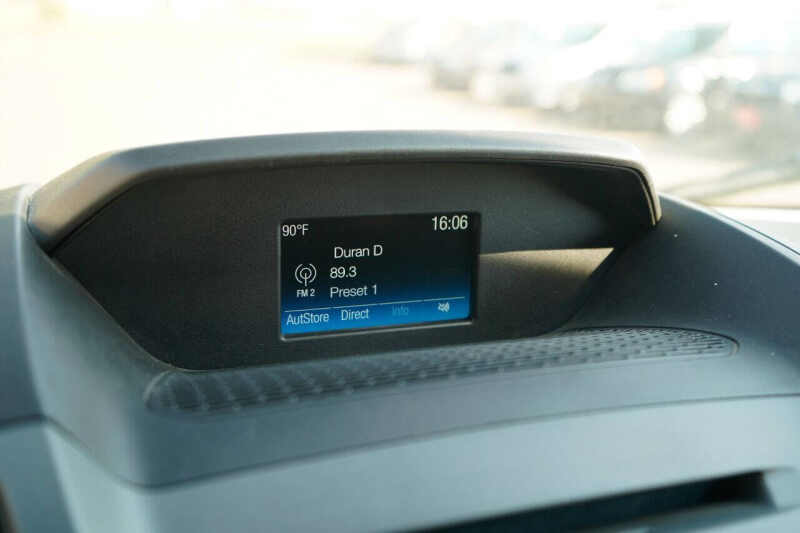 90°F 16:06
Duran D
89.3
FM 2 Preset 1
AutStore Direct Info